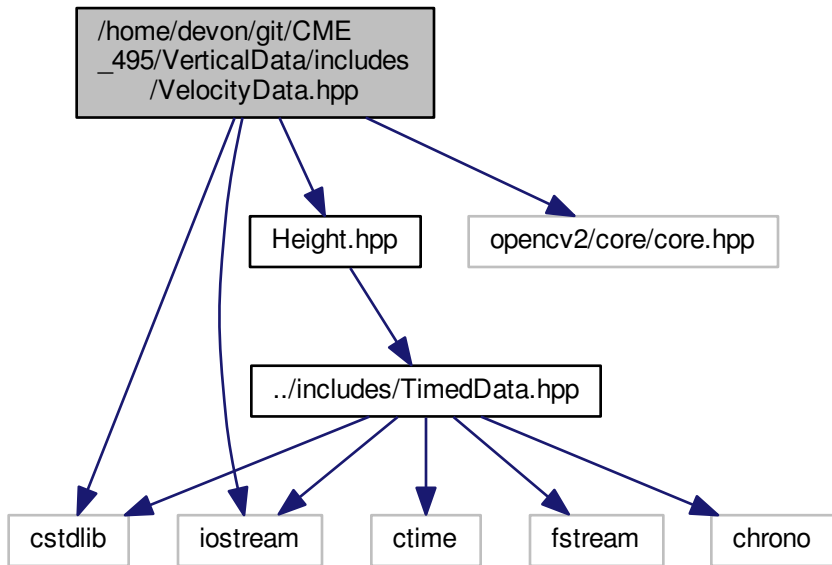 /home/devon/git/CME
_495/VerticalData/includes
/VelocityData.hpp
Height.hpp
opencv2/core/core.hpp
../includes/TimedData.hpp
cstdlib
iostream
ctime
fstream
chrono